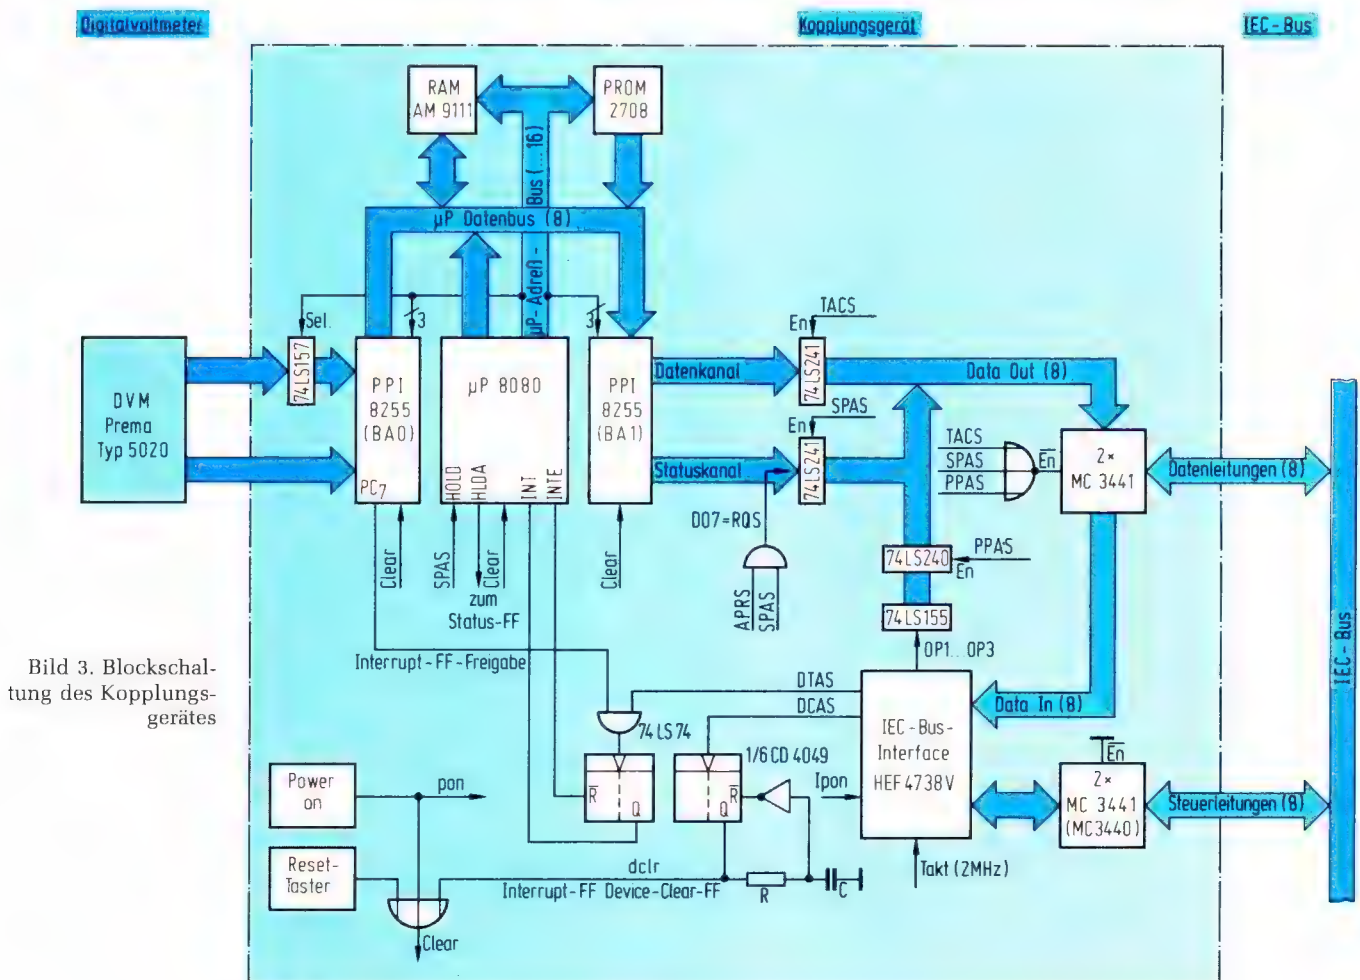 Digitalvoltmeter
Kopplungsgerät
IEC-Bus
RAM
AM 9111
PROM
2708
µP-Adreß-Bus (...16)
µP Datenbus (8)
Sel.
3
3
TACS
En
74LS157
DVM
Prema
Typ 5020
PPI
8255
(BA0)
PC7
µP 8080
HOLD
HLDA
INT
INTE
PPI
8255
(BA1)
Datenkanal
74LS241
Data Out (8)
SPAS
En
Statuskanal
74LS241
TACS
SPAS
PPAS
E̅n̅
2×
MC 3441
Datenleitungen (8)
D07=RQS
APRS
SPAS
74LS240
PPAS
E̅n̅
74LS155
OP1...OP3
Clear
SPAS
Clear
zum
Status-FF
Clear
Interrupt-FF-Freigabe
Bild 3. Blockschal-
tung des Kopplungs-
gerätes
DTAS
DCAS
74LS74
1/6 CD 4049
R̅
Q
R̅
Q
Ipon
IEC-Bus-
Interface
HEF 4738V
Data In (8)
E̅n̅
2×
MC 3441
(MC3440)
Steuerleitungen (8)
IEC-Bus
Takt (2MHz)
Power
on
pon
Reset-
Taster
dclr
Interrupt-FF Device-Clear-FF
R
C
Clear